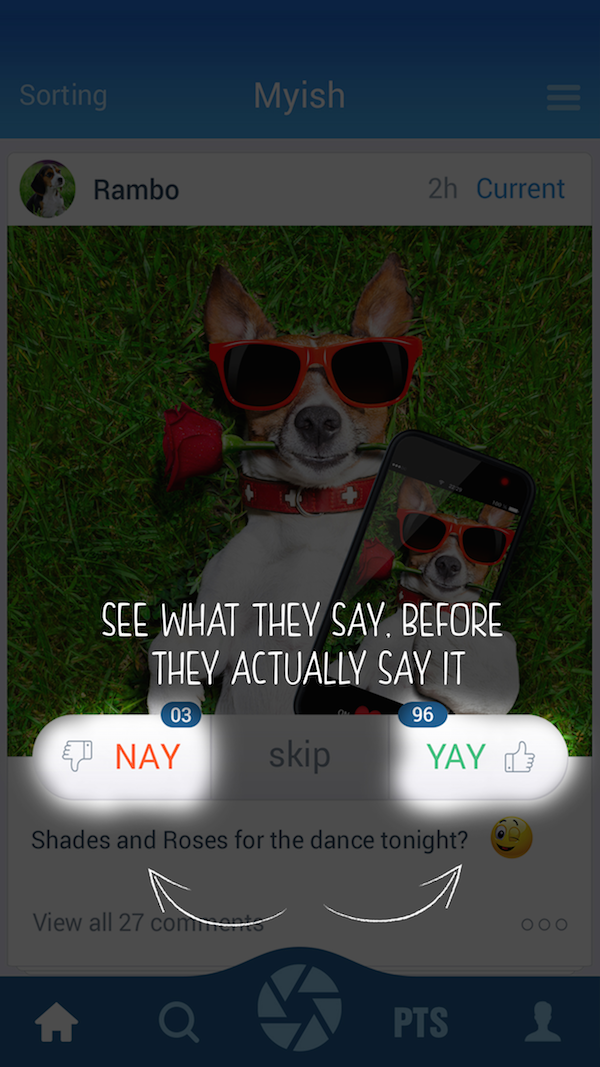 Sorting Myish
Rambo 2h Current
SEE WHAT THEY SAY, BEFORE
THEY ACTUALLY SAY IT
03 96
NAY skip YAY
Shades and Roses for the dance tonight?
View all 27 comments
PTS